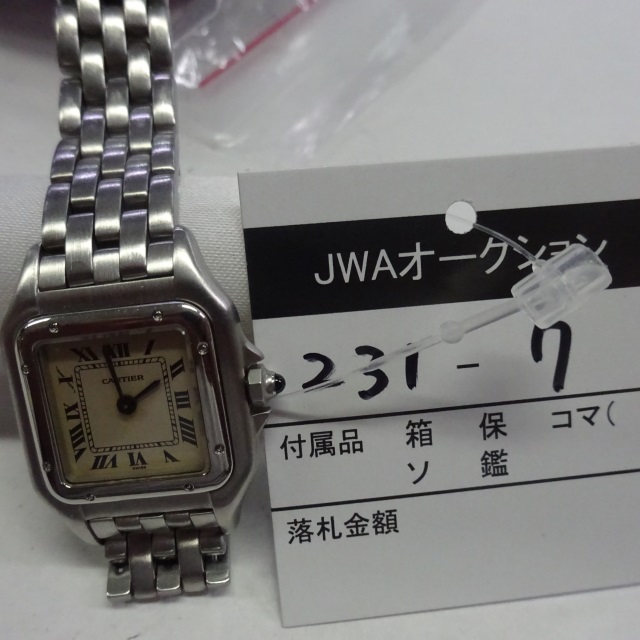 JWAオークション
231-7
付属品 箱 保 コマ(
ソ 鑑
落札金額
CARTIER